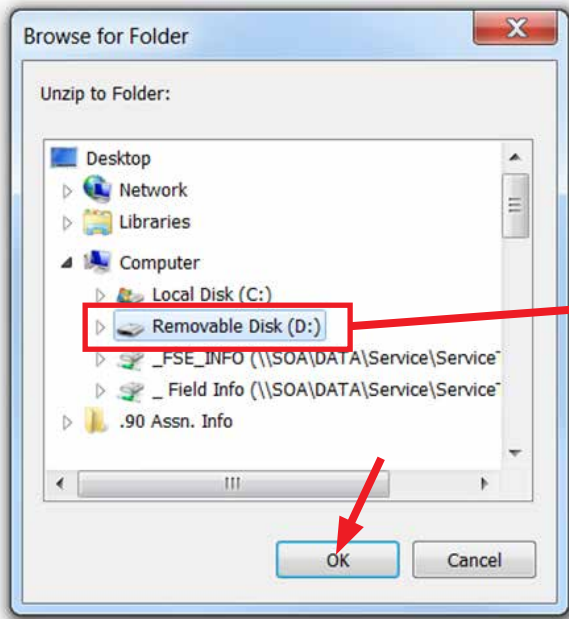 Browse for Folder
Unzip to Folder:
Desktop
Network
Libraries
Computer
Local Disk (C:)
Removable Disk (D:)
_FSE_INFO (\\SOA\DATA\Service\Service
_ Field Info (\\SOA\DATA\Service\Service
.90 Assn. Info
OK Cancel